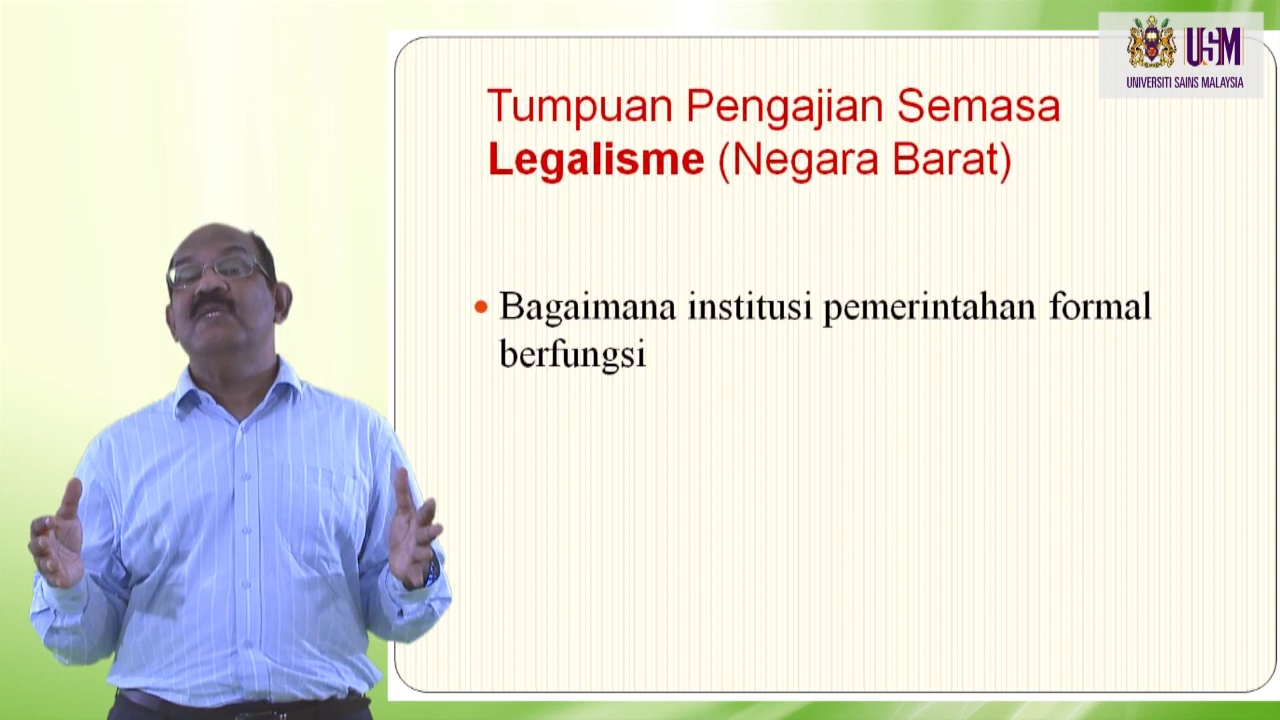 USM
UNIVERSITI SAINS MALAYSIA
Tumpuan Pengajian Semasa
Legalisme (Negara Barat)
• Bagaimana institusi pemerintahan formal
berfungsi